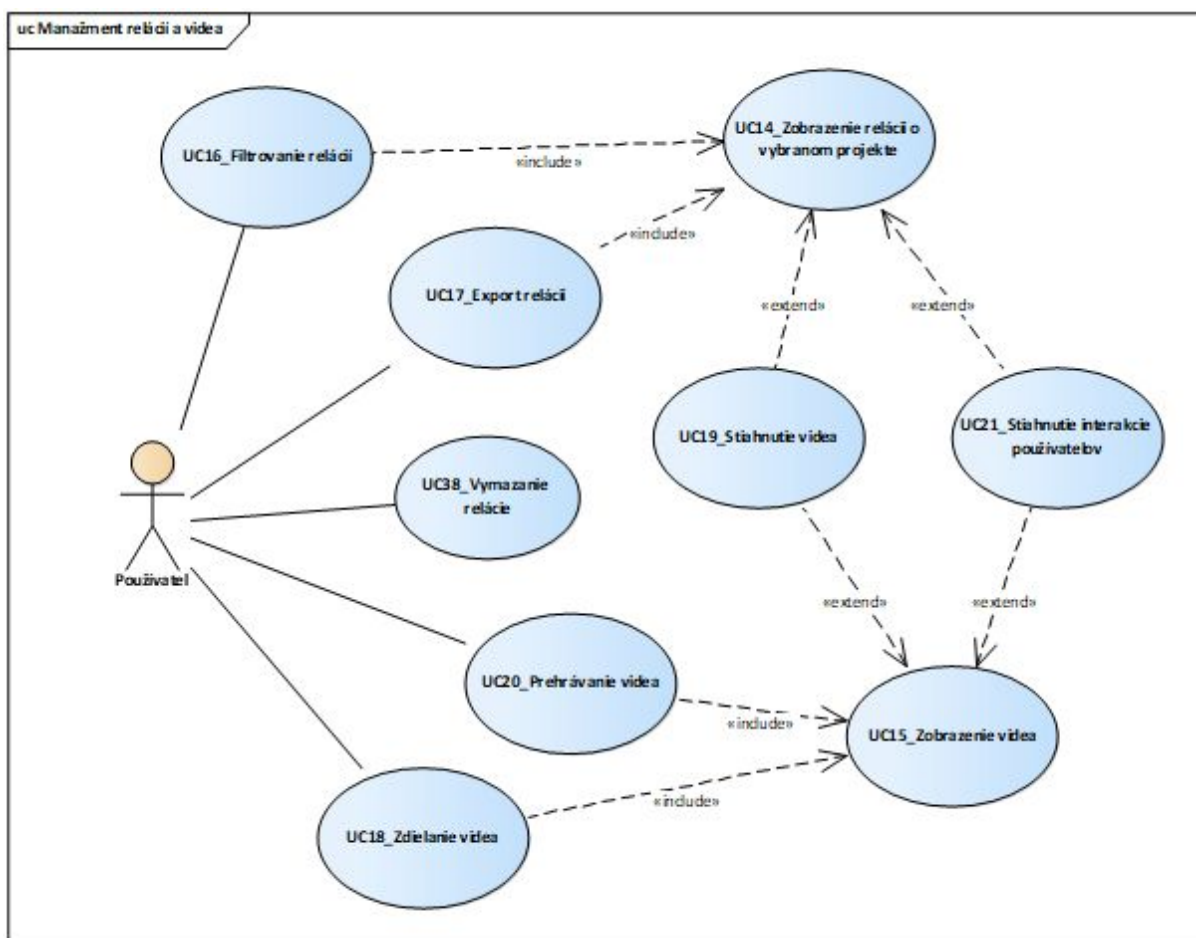 uc Manažment relácií a videa
UC16_Filtrovanie relácií
«include»
UC14_Zobrazenie relácií o
vybranom projekte
«include»
UC17_Export relácií
«extend»
«extend»
UC19_Stiahnutie videa
UC21_Stiahnutie interakcie
používateľov
UC38_Vymazanie
relácie
Používateľ
«extend»
«extend»
UC20_Prehrávanie videa
«include»
UC15_Zobrazenie videa
«include»
UC18_Zdielanie videa